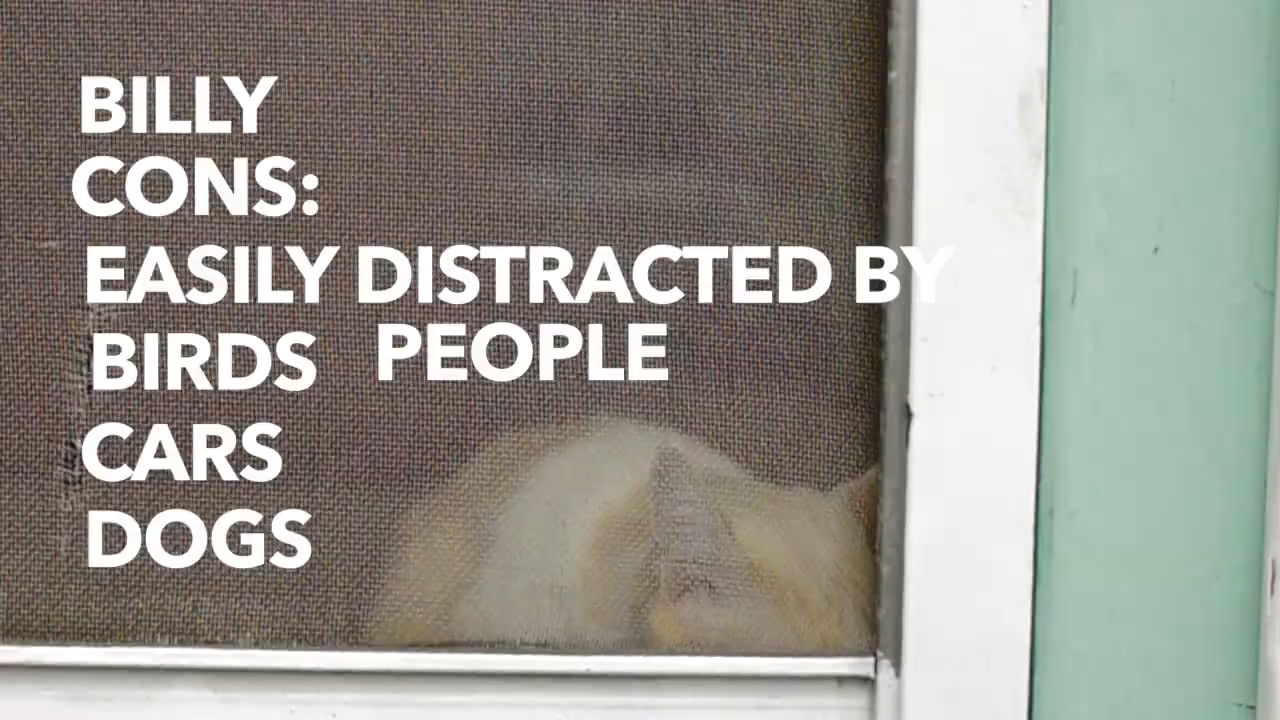 BILLY
CONS:
EASILY DISTRACTED BY
BIRDS
PEOPLE
CARS
DOGS